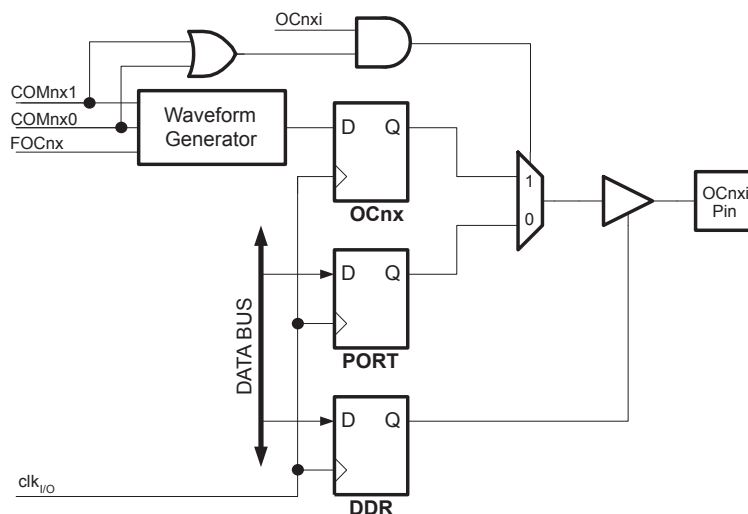 OCnxi
COMnx1
COMnx0
FOCnx
Waveform
Generator
D Q
OCnx
1
0
OCnxi
Pin
D Q
PORT
DATA BUS
D Q
DDR
clkI/O